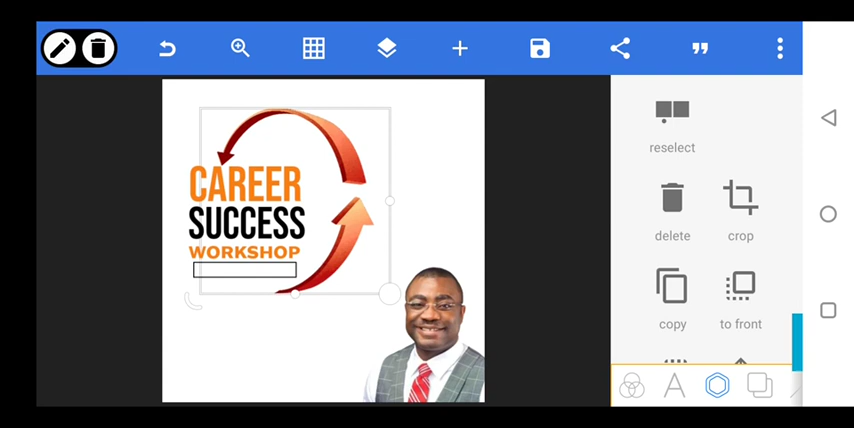 CAREER
SUCCESS
WORKSHOP
reselect
delete
crop
copy
to front